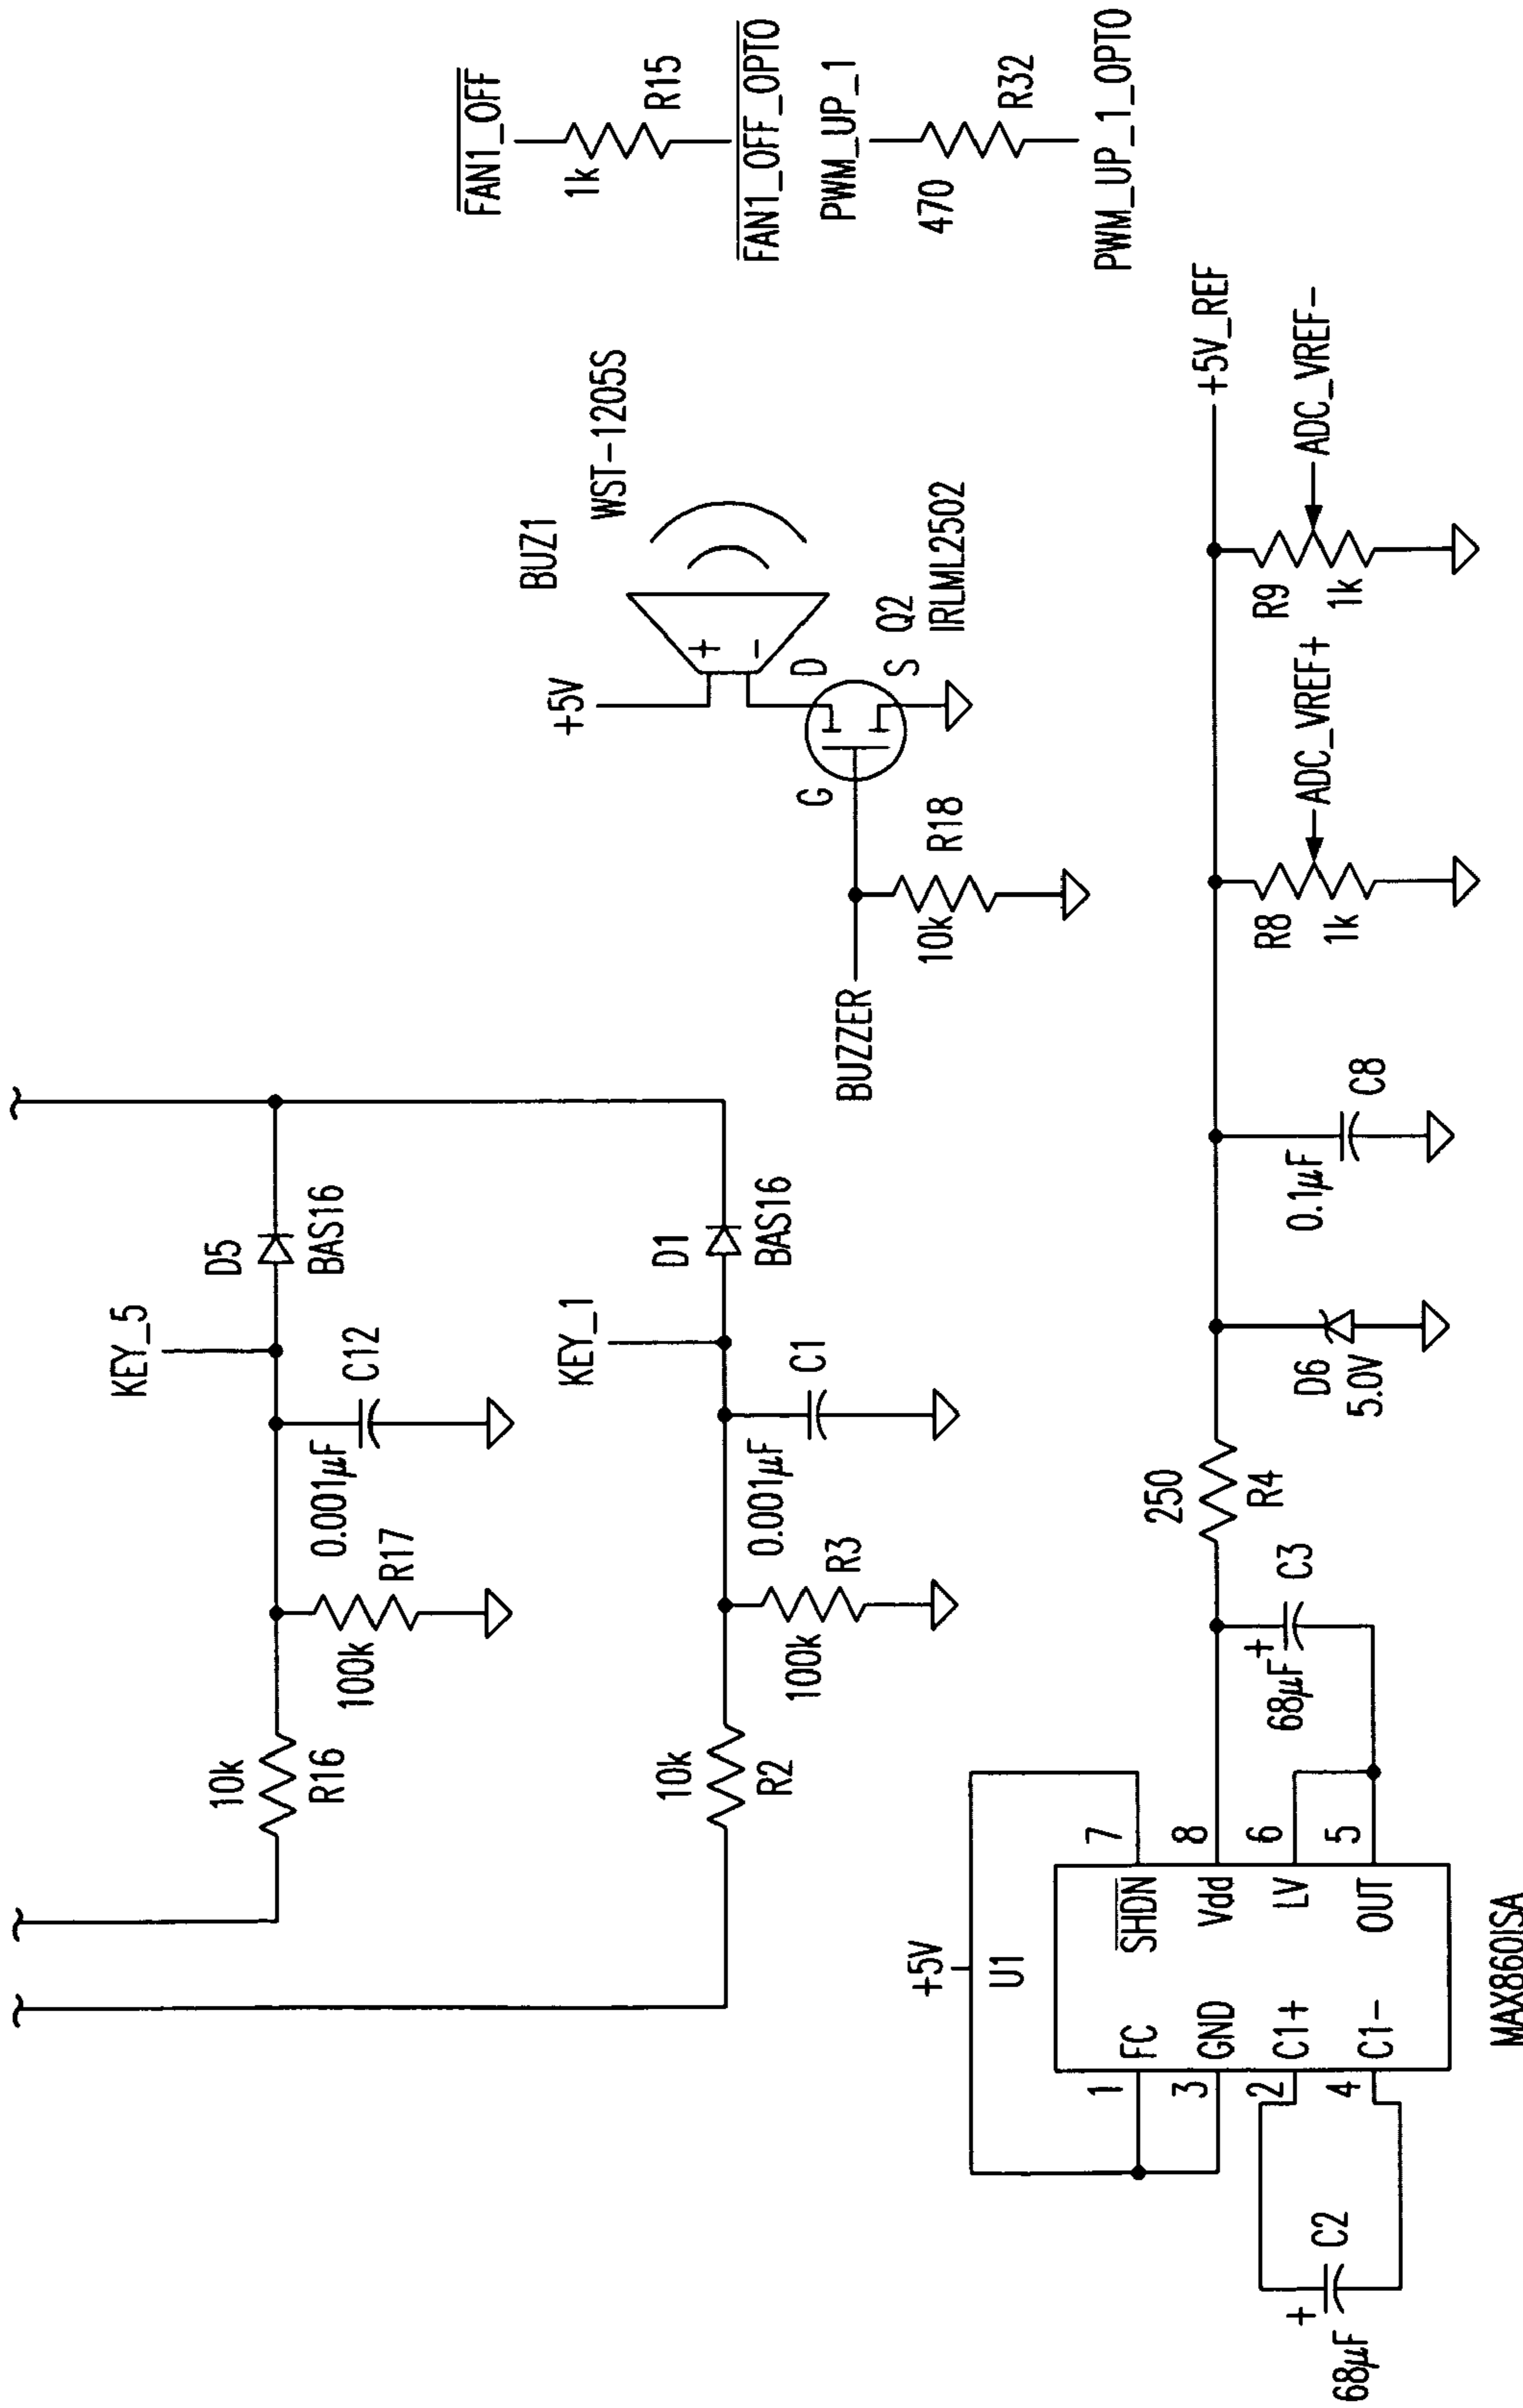 KEY_5
D5
BAS16
10k
R16
R17
100k
C12
0.001µF
KEY_1
D1
BAS16
10k
R2
R3
100k
C1
0.001µF
+5V
BUZ1
WST-1205S
+
-
D
G
S
Q2
IRLML2502
BUZZER
R18
10k
FAN1_OFF
1k
R15
FAN1_OFF_OPTO
PWM_UP_1
470
R32
PWM_UP_1_OPTO
+5V
U1
1
FC
SHDN
7
3
GND
Vdd
8
2
C1+
LV
6
4
C1-
OUT
5
MAX860ISA
+
68µF
C2
+
68µF
C3
250
R4
D6
5.0V
0.1µF
C8
+5V_REF
R8
1k
ADC_VREF+
R9
1k
ADC_VREF-